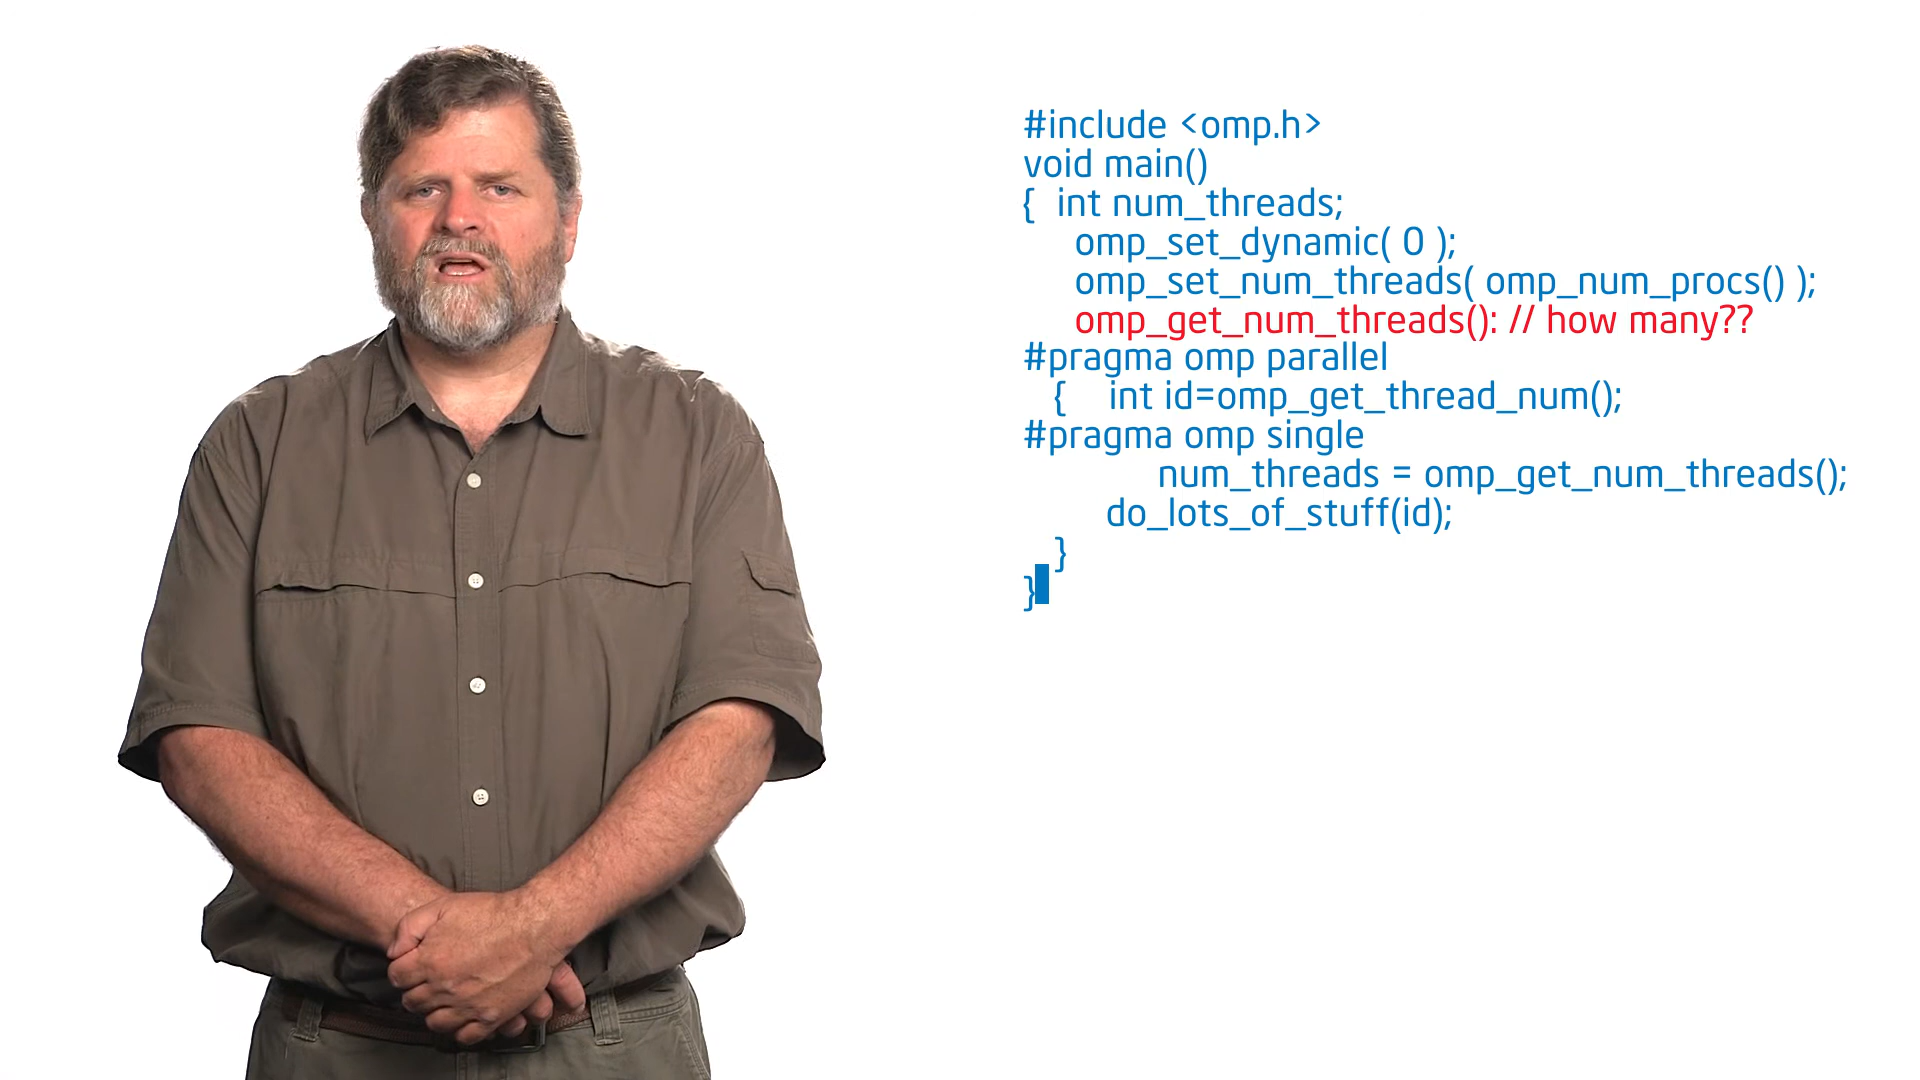 #include <omp.h>
void main()
{ int num_threads;
omp_set_dynamic( 0 );
omp_set_num_threads( omp_num_procs() );
omp_get_num_threads(): // how many??
#pragma omp parallel
{ int id=omp_get_thread_num();
#pragma omp single
num_threads = omp_get_num_threads();
do_lots_of_stuff(id);
}
}